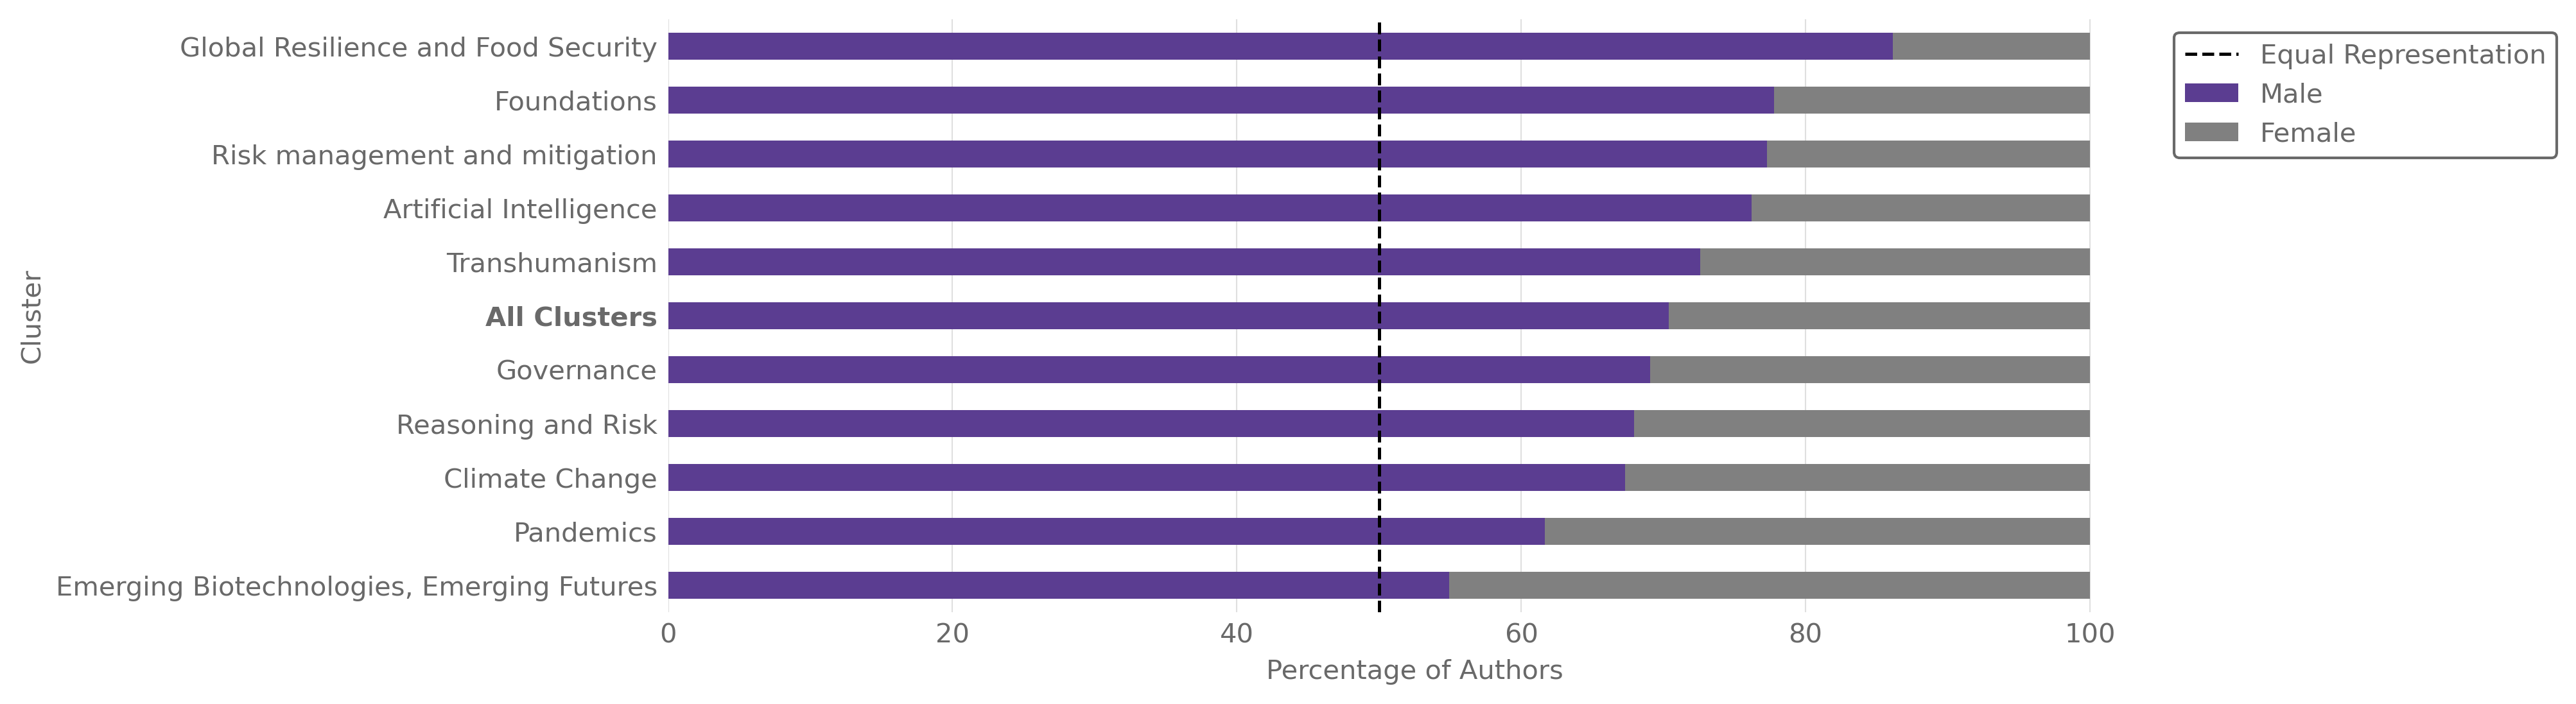 Global Resilience and Food Security
Foundations
Risk management and mitigation
Artificial Intelligence
Transhumanism
All Clusters
Governance
Reasoning and Risk
Climate Change
Pandemics
Emerging Biotechnologies, Emerging Futures
Cluster
0 20 40 60 80 100
Percentage of Authors
Equal Representation
Male
Female